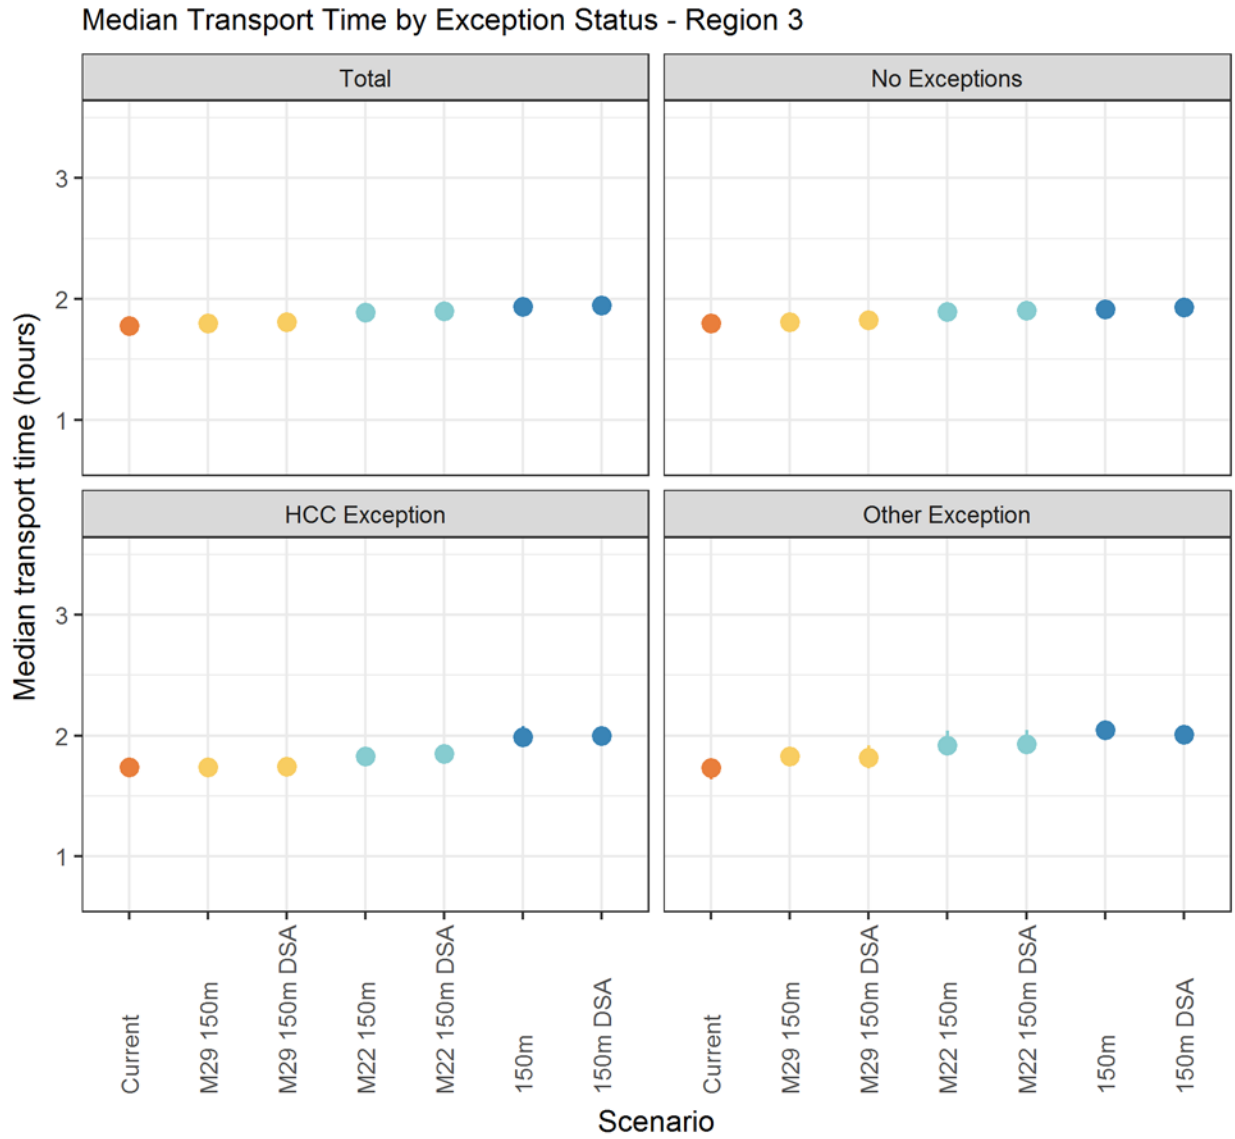 Median Transport Time by Exception Status - Region 3
Total
No Exceptions
3
2
1
HCC Exception
Other Exception
3
2
1
Median transport time (hours)
Current
M29 150m
M29 150m DSA
M22 150m
M22 150m DSA
150m
150m DSA
Current
M29 150m
M29 150m DSA
M22 150m
M22 150m DSA
150m
150m DSA
Scenario